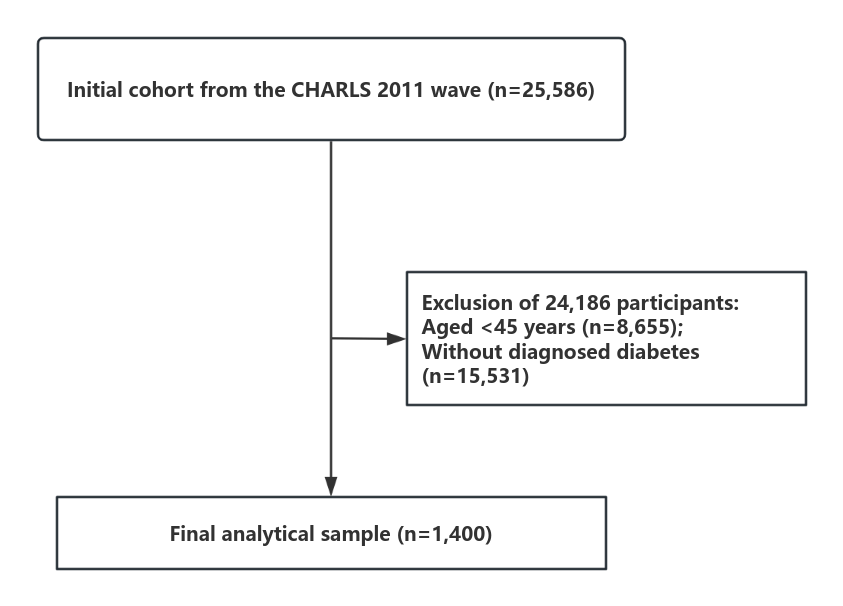 Initial cohort from the CHARLS 2011 wave (n=25,586)
Exclusion of 24,186 participants:
Aged <45 years (n=8,655);
Without diagnosed diabetes
(n=15,531)
Final analytical sample (n=1,400)